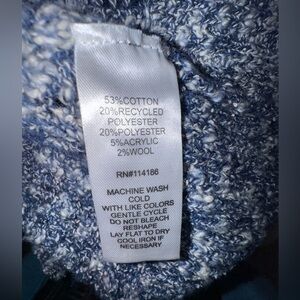 53%COTTON
20%RECYCLED
POLYESTER
20%POLYESTER
5%ACRYLIC
2%WOOL
RN#114186
MACHINE WASH
COLD
WITH LIKE COLORS
GENTLE CYCLE
DO NOT BLEACH
RESHAPE
LAY FLAT TO DRY
COOL IRON IF
NECESSARY